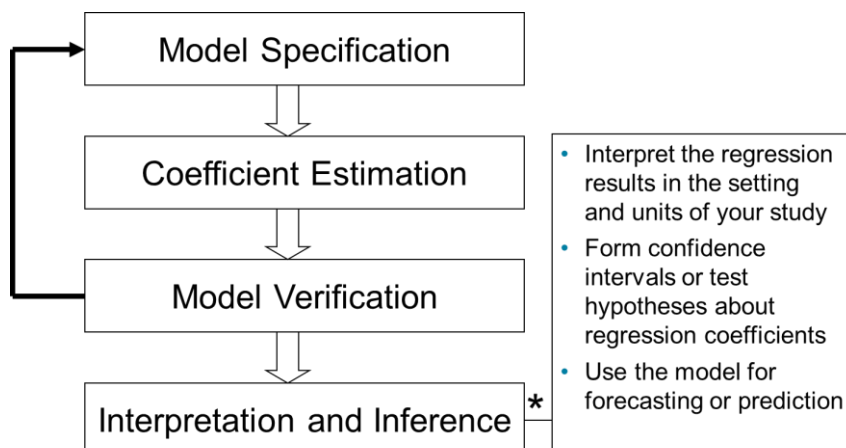 Model Specification
Coefficient Estimation
Model Verification
Interpretation and Inference
*
• Interpret the regression
results in the setting
and units of your study
• Form confidence
intervals or test
hypotheses about
regression coefficients
• Use the model for
forecasting or prediction